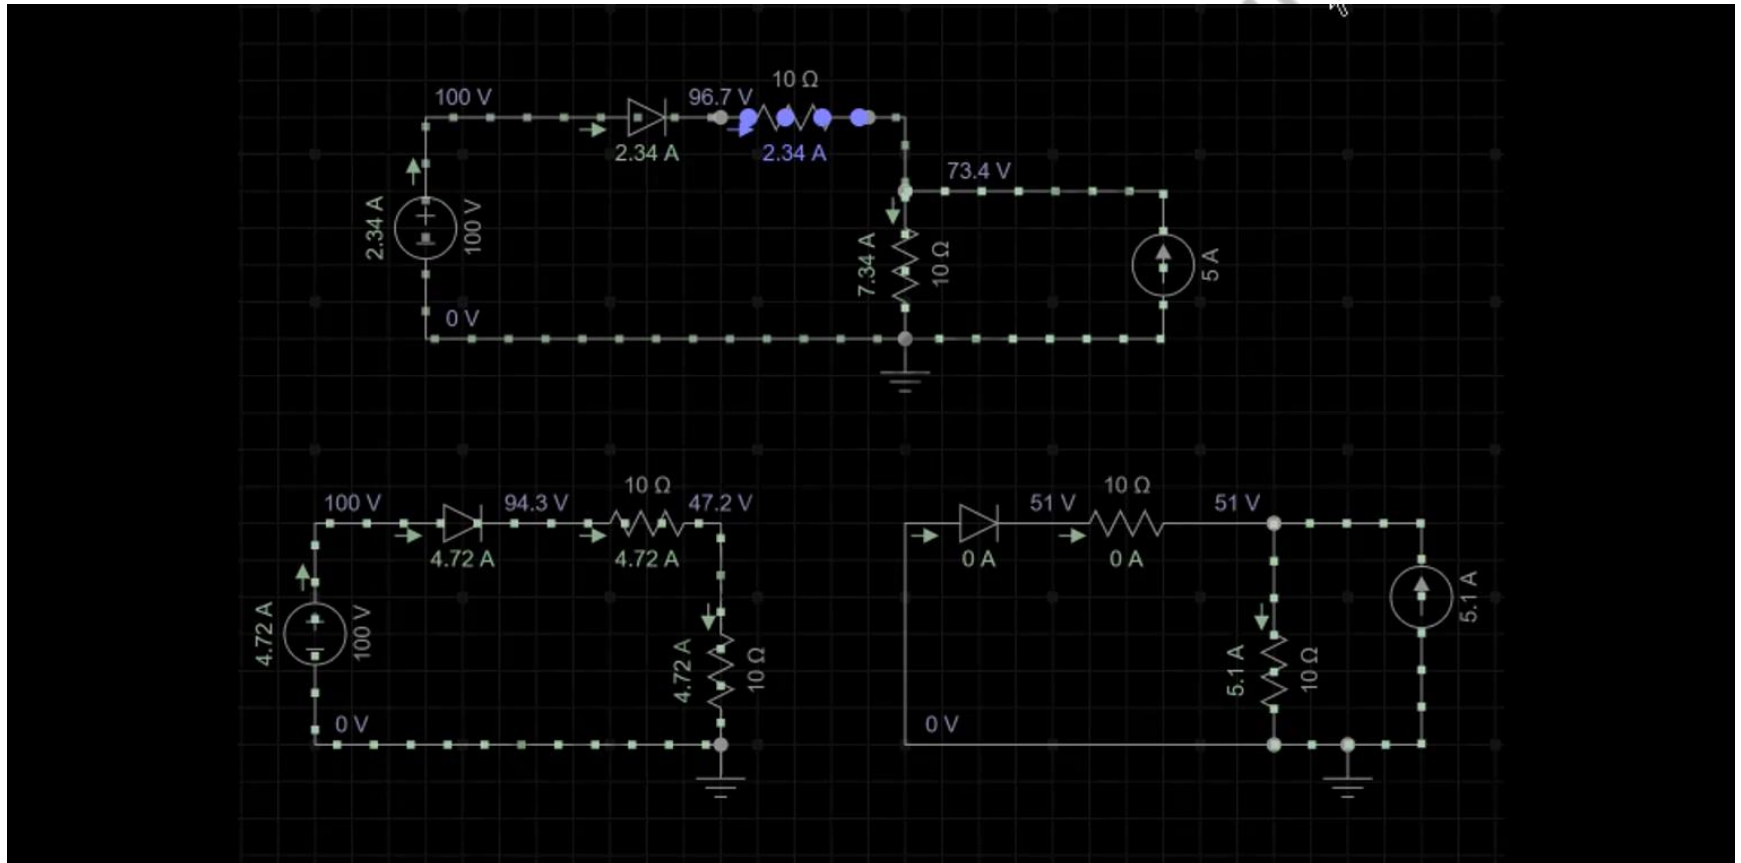 10 Ω
100 V
96.7 V
2.34 A
2.34 A
73.4 V
2.34 A
100 V
7.34 A
10 Ω
5 A
0 V
10 Ω
100 V
94.3 V
47.2 V
4.72 A
4.72 A
4.72 A
100 V
4.72 A
10 Ω
0 V
10 Ω
51 V
51 V
0 A
0 A
5.1 A
5.1 A
10 Ω
0 V